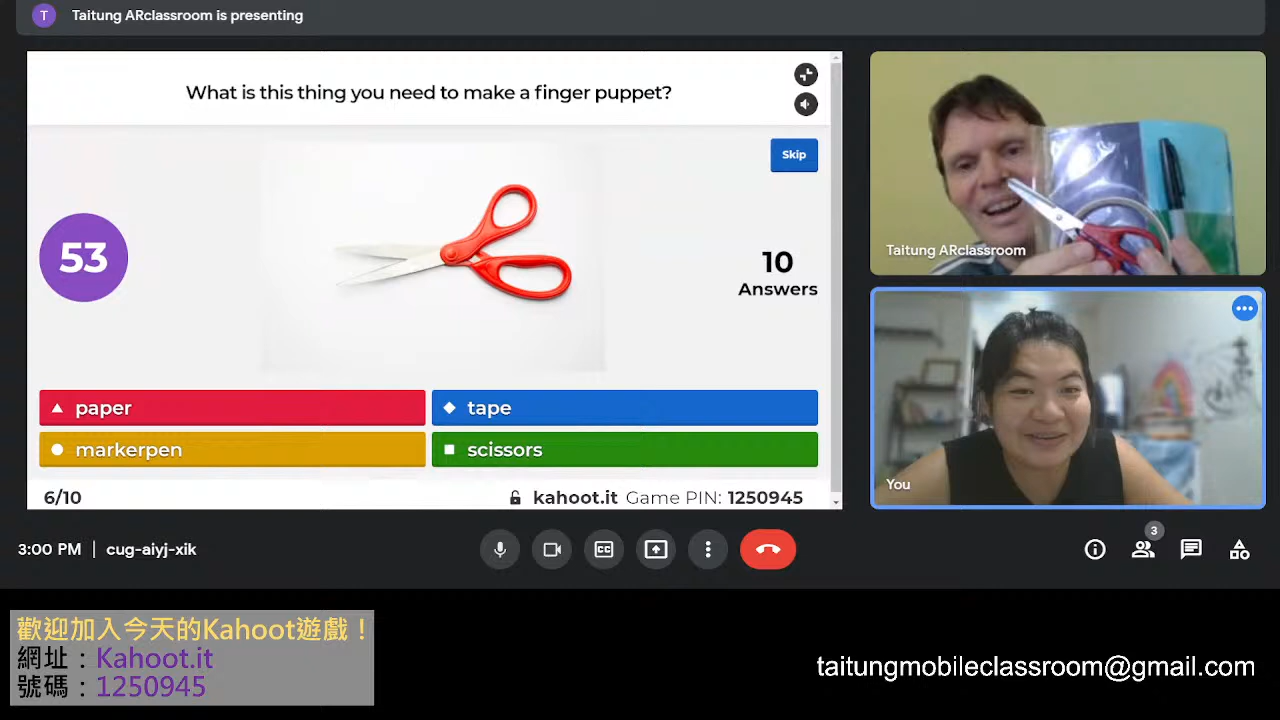 T Taitung ARclassroom is presenting
What is this thing you need to make a finger puppet?
Skip
53
10
Answers
paper
tape
markerpen
scissors
6/10
kahoot.it Game PIN: 1250945
Taitung ARclassroom
You
3:00 PM | cug-aiyj-xik
CC
3
歡迎加入今天的Kahoot遊戲！
網址：Kahoot.it
號碼：1250945
taitungmobileclassroom@gmail.com